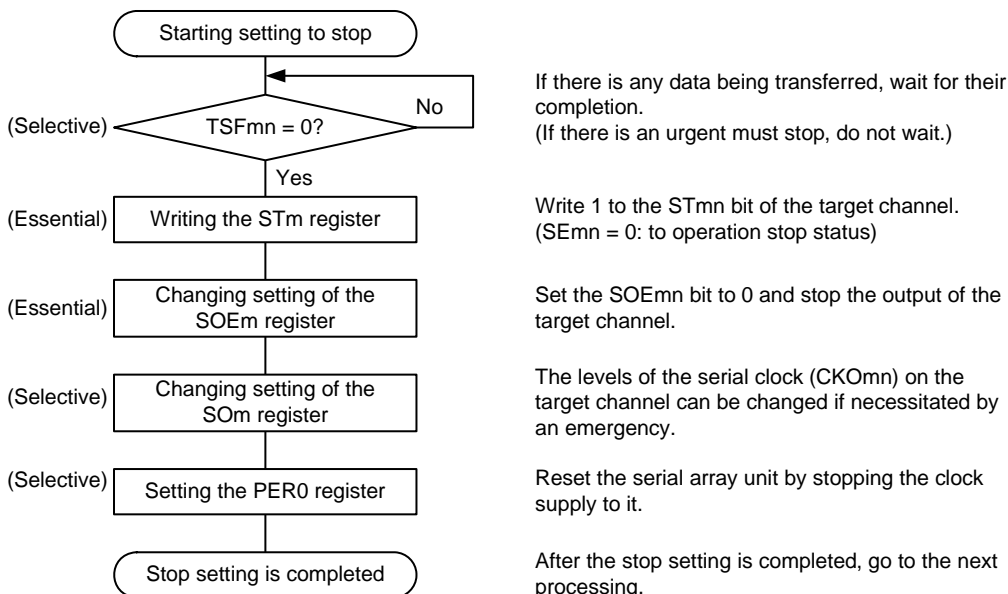 Starting setting to stop
If there is any data being transferred, wait for their
completion.
(If there is an urgent must stop, do not wait.)
(Selective)
TSFmn = 0?
No
Yes
(Essential)
Writing the STm register
Write 1 to the STmn bit of the target channel.
(SEmn = 0: to operation stop status)
(Essential)
Changing setting of the
SOEm register
Set the SOEmn bit to 0 and stop the output of the
target channel.
(Selective)
Changing setting of the
SOm register
The levels of the serial clock (CKOmn) on the
target channel can be changed if necessitated by
an emergency.
(Selective)
Setting the PER0 register
Reset the serial array unit by stopping the clock
supply to it.
Stop setting is completed
After the stop setting is completed, go to the next
processing.